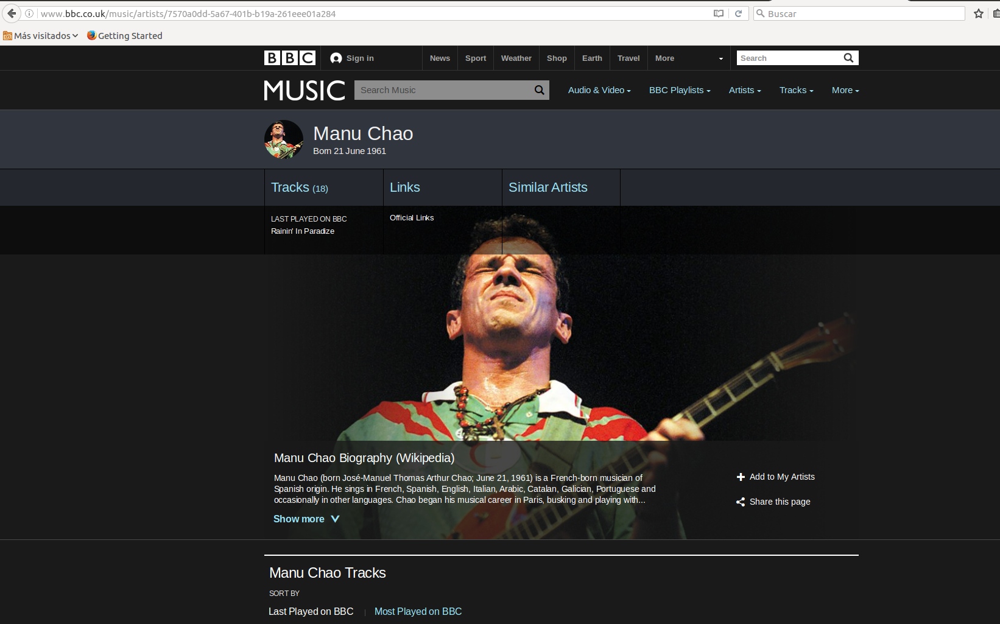 www.bbc.co.uk/music/artists/7570a0dd-5a67-401b-b19a-261eee01a284
Buscar
Más visitados
Getting Started
BBC
Sign in
News
Sport
Weather
Shop
Earth
Travel
More
Search
MUSIC
Search Music
Audio & Video
BBC Playlists
Artists
Tracks
More
Manu Chao
Born 21 June 1961
Tracks (18)
Links
Similar Artists
LAST PLAYED ON BBC
Rainin' In Paradize
Official Links
Manu Chao Biography (Wikipedia)
Manu Chao (born José-Manuel Thomas Arthur Chao; June 21, 1961) is a French-born musician of
Spanish origin. He sings in French, Spanish, English, Italian, Arabic, Catalan, Galician, Portuguese and
occasionally in other languages. Chao began his musical career in Paris, busking and playing with...
Show more
Add to My Artists
Share this page
Manu Chao Tracks
SORT BY
Last Played on BBC
Most Played on BBC